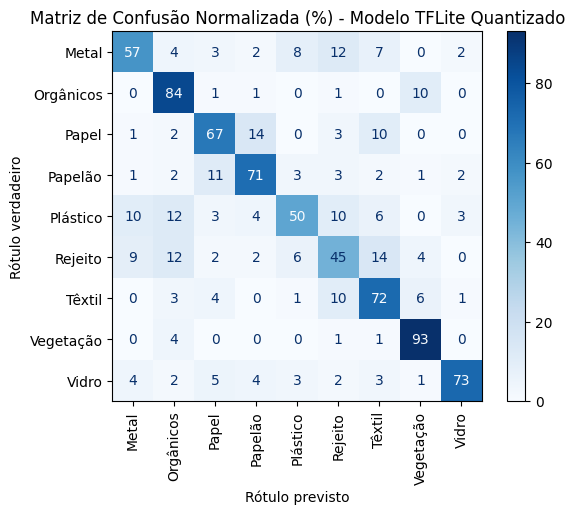 Matriz de Confusão Normalizada (%) - Modelo TFLite Quantizado
Metal 57 4 3 2 8 12 7 0 2
Orgânicos 0 84 1 1 0 1 0 10 0
Papel 1 2 67 14 0 3 10 0 0
Papelão 1 2 11 71 3 3 2 1 2
Plástico 10 12 3 4 50 10 6 0 3
Rejeito 9 12 2 2 6 45 14 4 0
Têxtil 0 3 4 0 1 10 72 6 1
Vegetação 0 4 0 0 0 1 1 93 0
Vidro 4 2 5 4 3 2 3 1 73
Rótulo verdadeiro
Metal Orgânicos Papel Papelão Plástico Rejeito Têxtil Vegetação Vidro
Rótulo previsto
80
60
40
20
0